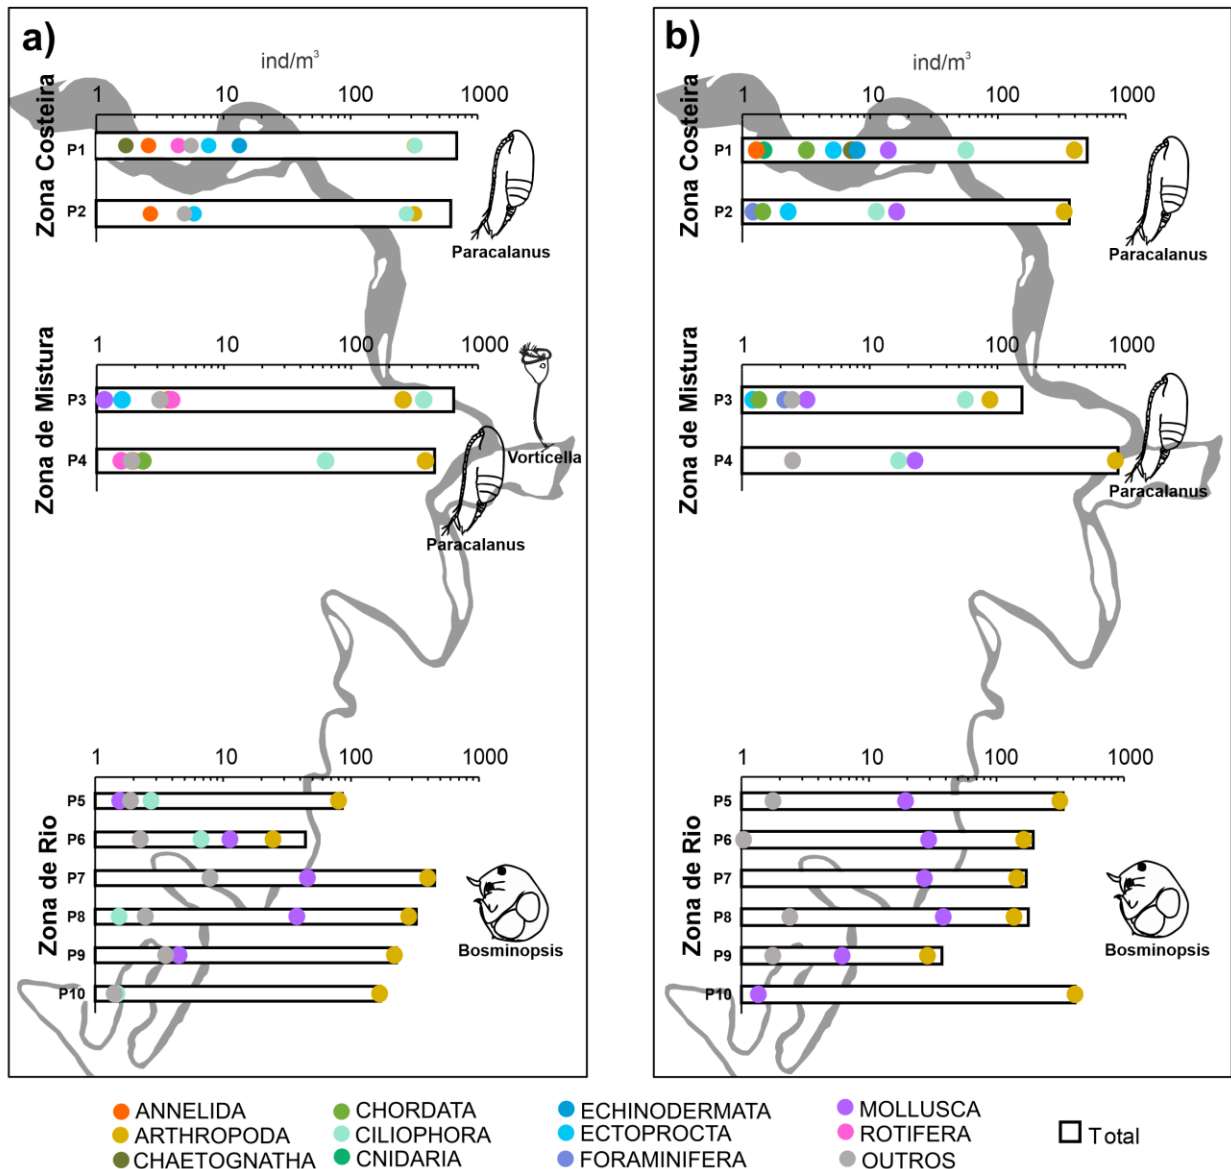 a)
ind/m³
Zona Costeira
1 10 100 1000
P1
P2
Paracalanus
Zona de Mistura
1 10 100 1000
P3
P4
Vorticella
Paracalanus
Zona de Rio
1 10 100 1000
P5
P6
P7
P8
P9
P10
Bosminopsis
b)
ind/m³
Zona Costeira
1 10 100 1000
P1
P2
Paracalanus
Zona de Mistura
1 10 100 1000
P3
P4
Paracalanus
Zona de Rio
1 10 100 1000
P5
P6
P7
P8
P9
P10
Bosminopsis
ANNELIDA
ARTHROPODA
CHAETOGNATHA
CHORDATA
CILIOPHORA
CNIDARIA
ECHINODERMATA
ECTOPROCTA
FORAMINIFERA
MOLLUSCA
ROTIFERA
OUTROS
Total